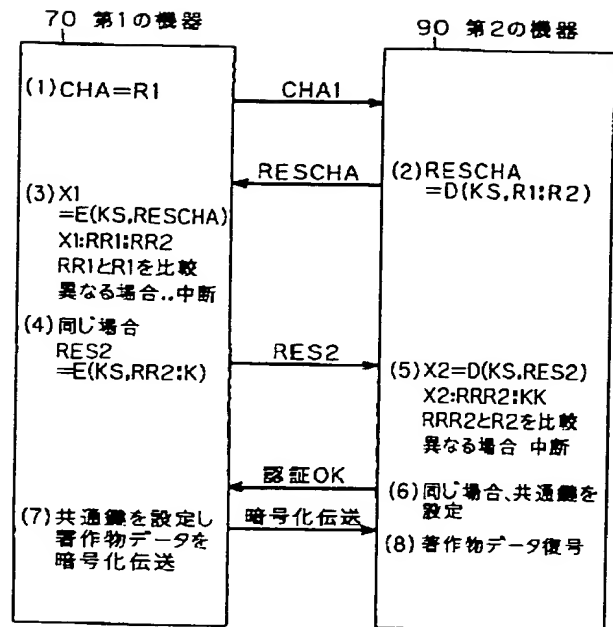 70 第1の機器
90 第2の機器
(1)CHA=R1
CHA1
RESCHA
(2)RESCHA
=D(KS,R1:R2)
(3)X1
=E(KS,RESCHA)
X1:RR1:RR2
RR1とR1を比較
異なる場合..中断
(4)同じ場合
RES2
=E(KS,RR2:K)
RES2
(5)X2=D(KS,RES2)
X2:RRR2:KK
RRR2とR2を比較
異なる場合 中断
認証OK
(6)同じ場合、共通鍵を
設定
(7)共通鍵を設定し
著作物データを
暗号化伝送
暗号化伝送
(8)著作物データ復号